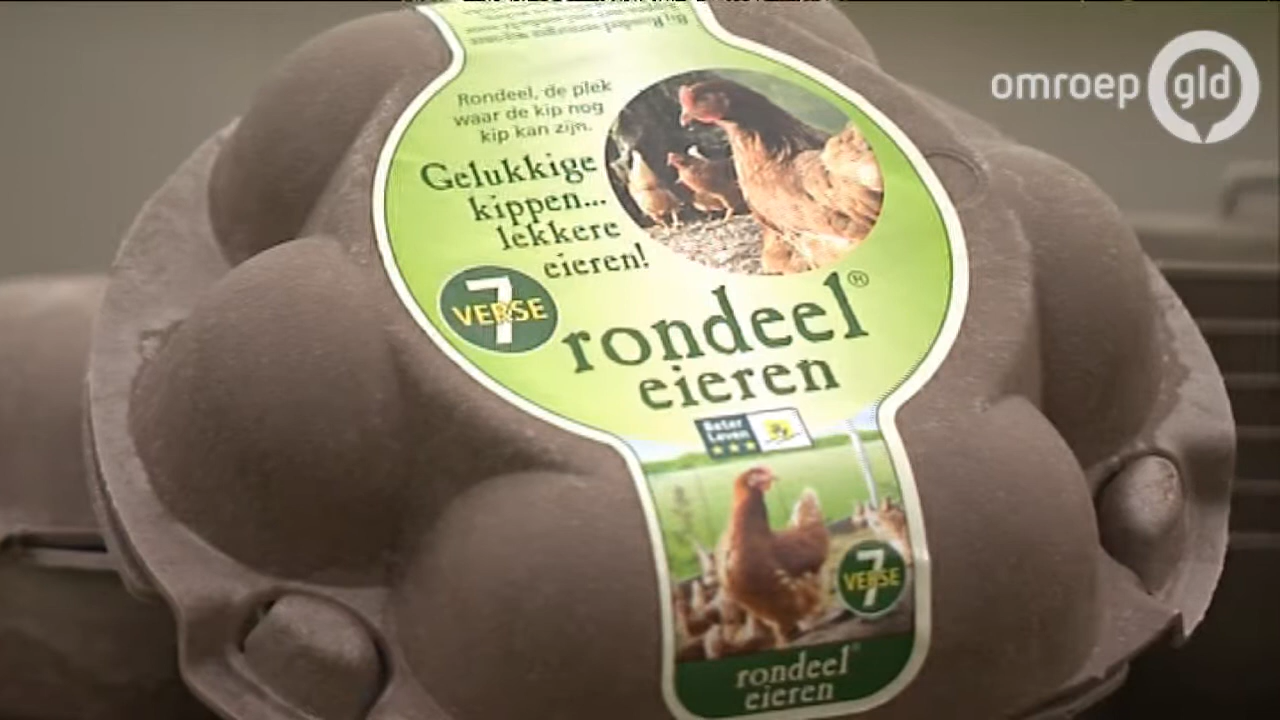 omroep gld
Rondeel, de plek
waar de kip nog
kip kan zijn.
Gelukkige
kippen...
lekkere
eieren!
7
VERSE
rondeel®
eieren
Beter
Leven
7
VERSE
rondeel®
eieren